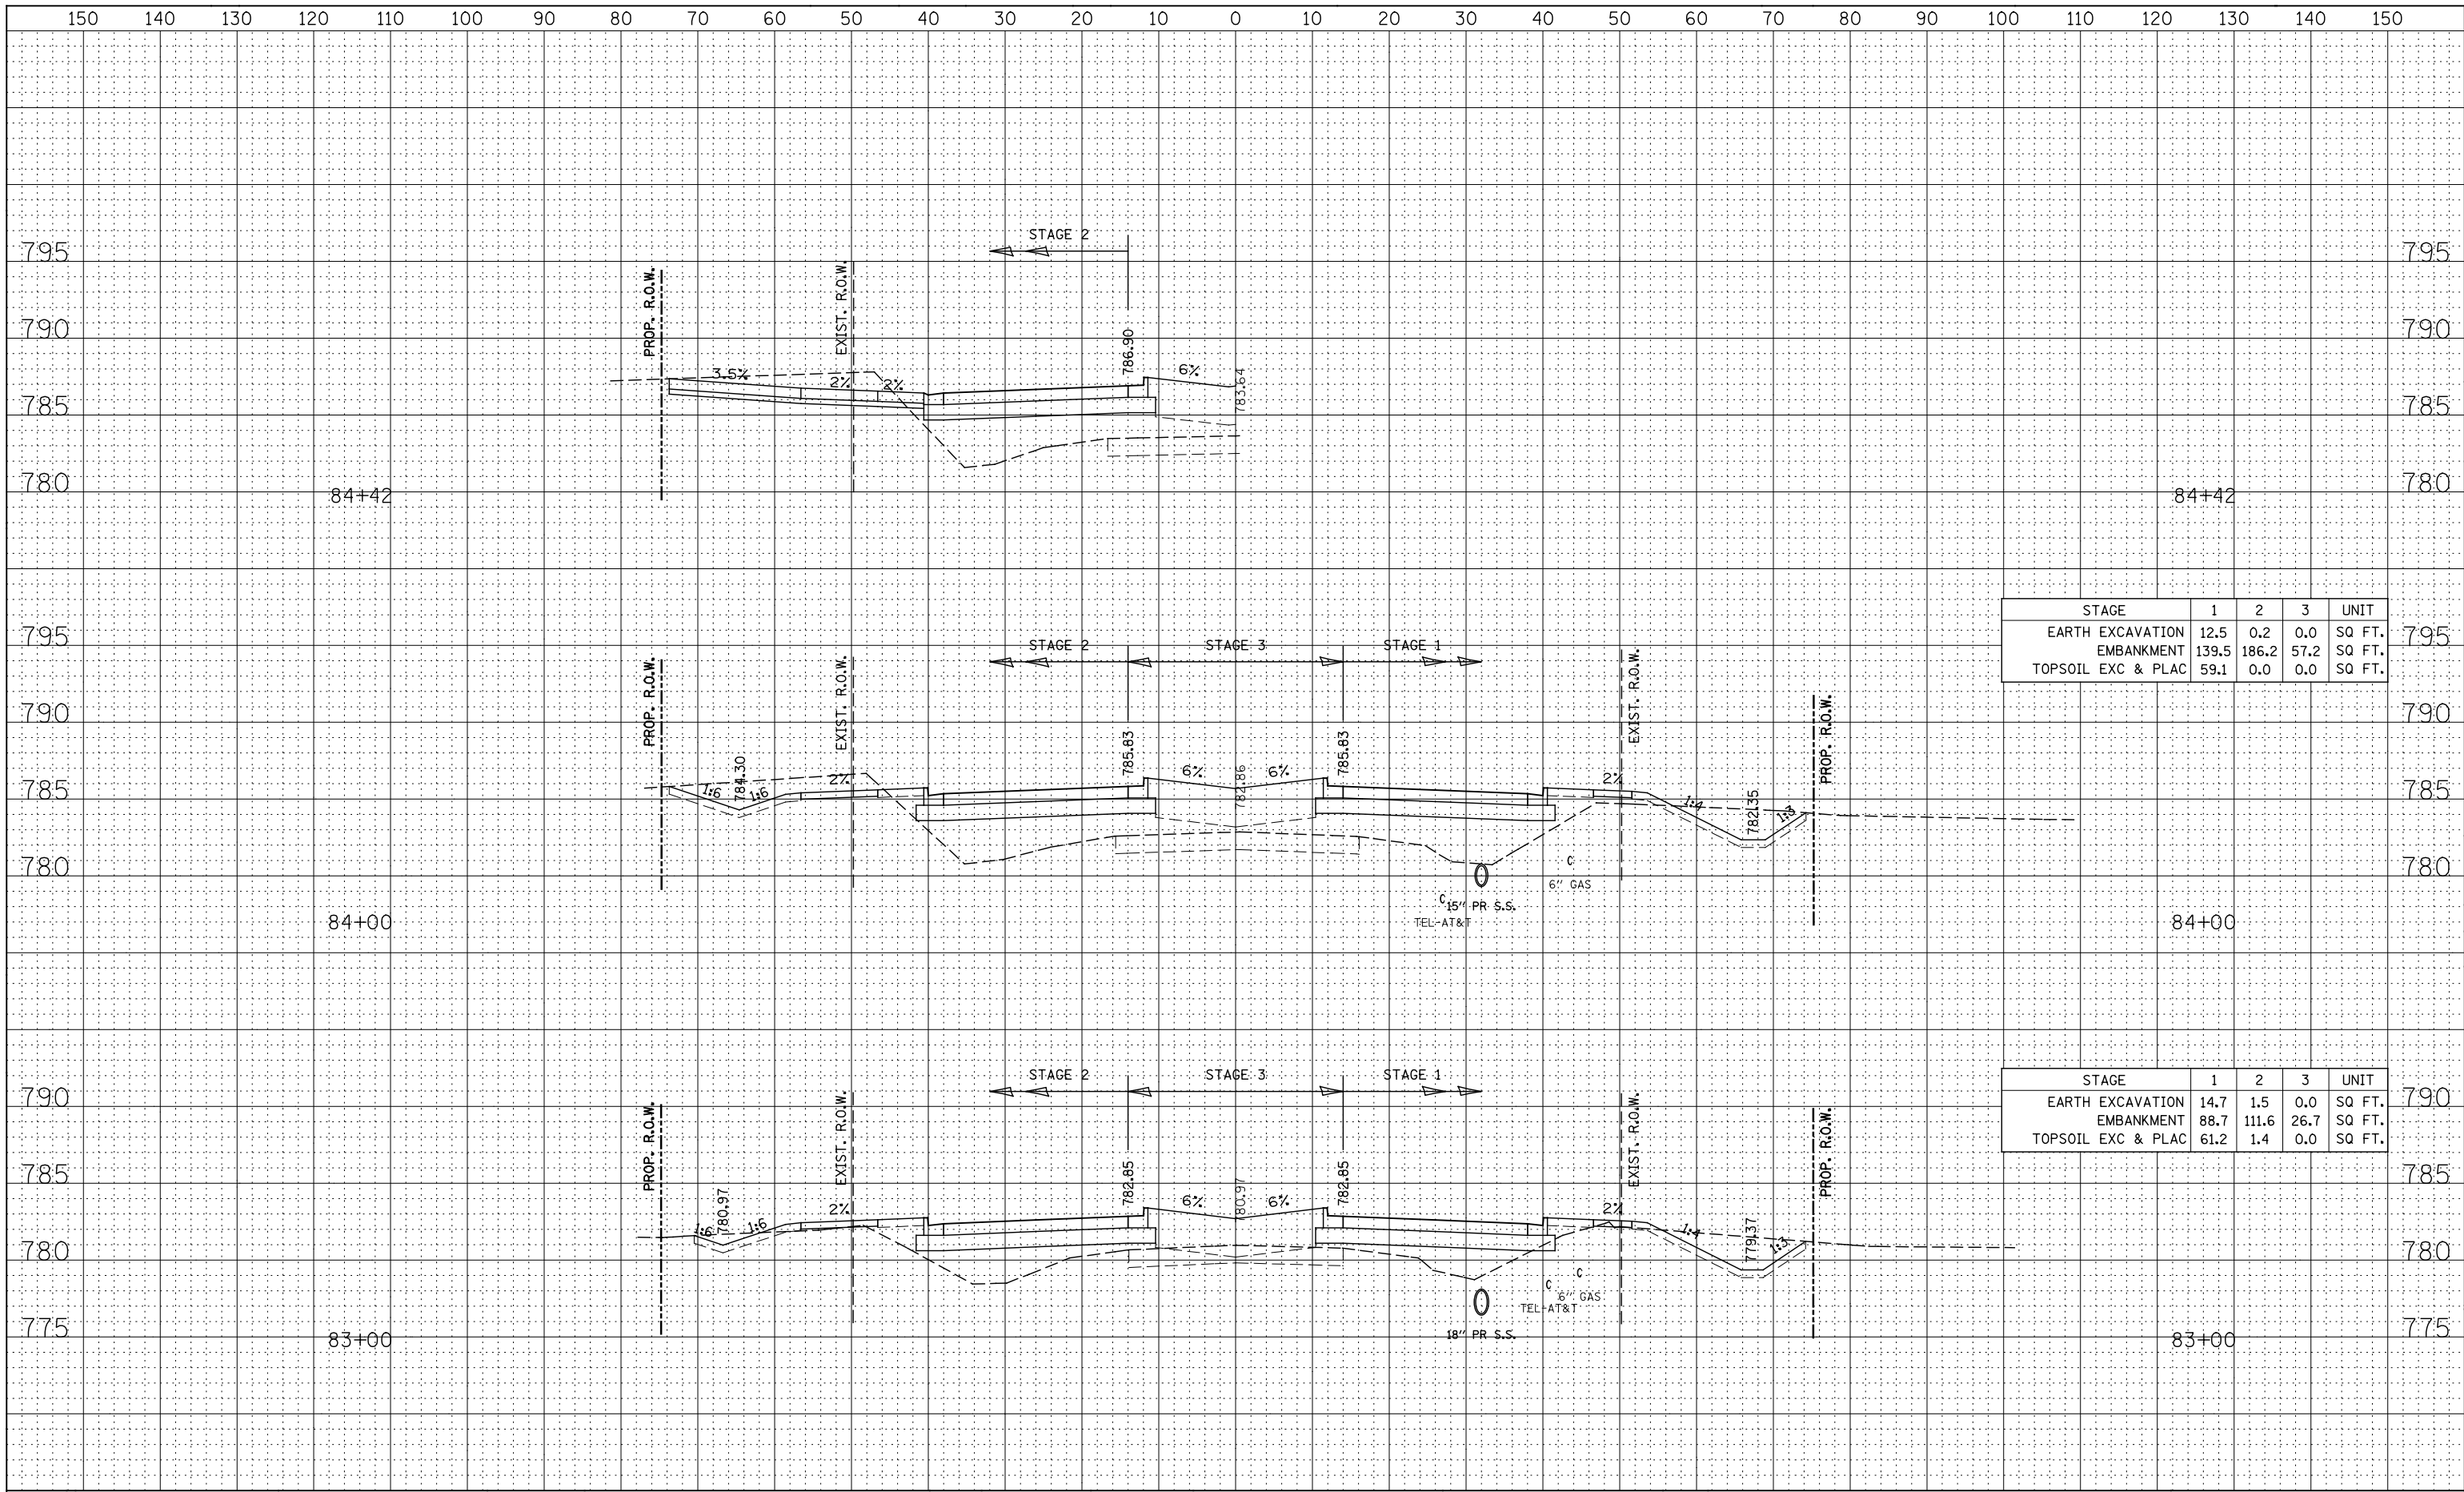 150 140 130 120 110 100 90 80 70 60 50 40 30 20 10 0 10 20 30 40 50 60 70 80 90 100 110 120 130 140 150
STAGE 2
795 795
PROP. R.O.W. EXIST. R.O.W.
790 786.90 790
3.5% 2% 2% 6% 783.64
785 785
780 780
84+42 84+42
STAGE 1 2 3 UNIT
EARTH EXCAVATION 12.5 0.2 0.0 SQ FT.
EMBANKMENT 139.5 186.2 57.2 SQ FT.
TOPSOIL EXC & PLAC 59.1 0.0 0.0 SQ FT.
795 795
STAGE 2 STAGE 3 STAGE 1
PROP. R.O.W. EXIST. R.O.W. EXIST. R.O.W. PROP. R.O.W.
790 790
784.30 785.83 782.86 785.83 782.35
1:6 1:6 2% 6% 6% 2% 1:4 1:3
785 785
780 780
6" GAS
15" PR S.S.
TEL-AT&T
84+00 84+00
STAGE 1 2 3 UNIT
EARTH EXCAVATION 14.7 1.5 0.0 SQ FT.
EMBANKMENT 88.7 111.6 26.7 SQ FT.
TOPSOIL EXC & PLAC 61.2 1.4 0.0 SQ FT.
STAGE 2 STAGE 3 STAGE 1
790 790
PROP. R.O.W. EXIST. R.O.W. EXIST. R.O.W. PROP. R.O.W.
785 785
780.97 782.85 780.97 782.85 779.37
1:6 1:6 2% 6% 6% 2% 1:4 1:3
780 780
6" GAS
TEL-AT&T
18" PR S.S.
775 775
83+00 83+00